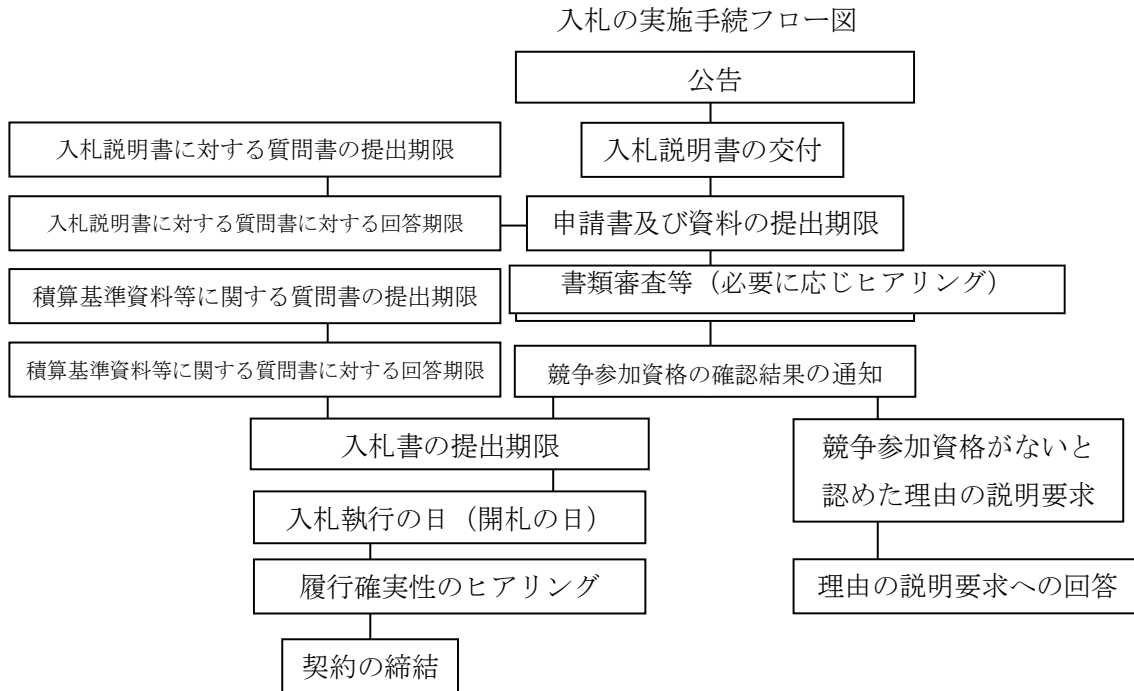 入札の実施手続フロー図
公告
入札説明書に対する質問書の提出期限
入札説明書の交付
入札説明書に対する質問書に対する回答期限
申請書及び資料の提出期限
積算基準資料等に関する質問書の提出期限
書類審査等（必要に応じヒアリング）
積算基準資料等に関する質問書に対する回答期限
競争参加資格の確認結果の通知
入札書の提出期限
競争参加資格がないと
認めた理由の説明要求
入札執行の日（開札の日）
履行確実性のヒアリング
理由の説明要求への回答
契約の締結